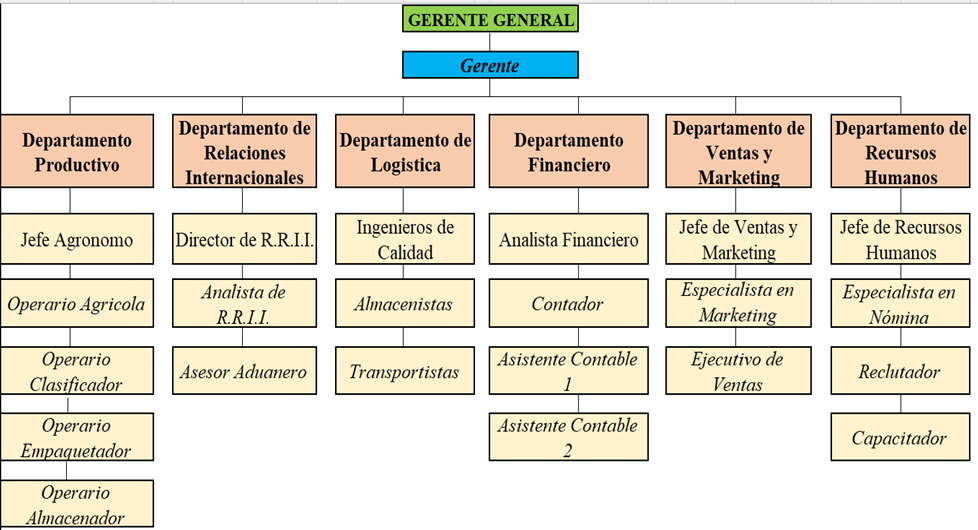 GERENTE GENERAL
Gerente
Departamento
Productivo
Departamento de
Relaciones
Internacionales
Departamento de
Logistica
Departamento
Financiero
Departamento de
Ventas y
Marketing
Departamento de
Recursos
Humanos
Jefe Agronomo
Director de R.R.I.I.
Ingenieros de
Calidad
Analista Financiero
Jefe de Ventas y
Marketing
Jefe de Recursos
Humanos
Operario Agricola
Analista de
R.R.I.I.
Almacenistas
Contador
Especialista en
Marketing
Especialista en
Nómina
Operario
Clasificador
Asesor Aduanero
Transportistas
Asistente Contable
1
Ejecutivo de
Ventas
Reclutador
Operario
Empaquetador
Asistente Contable
2
Capacitador
Operario
Almacenador